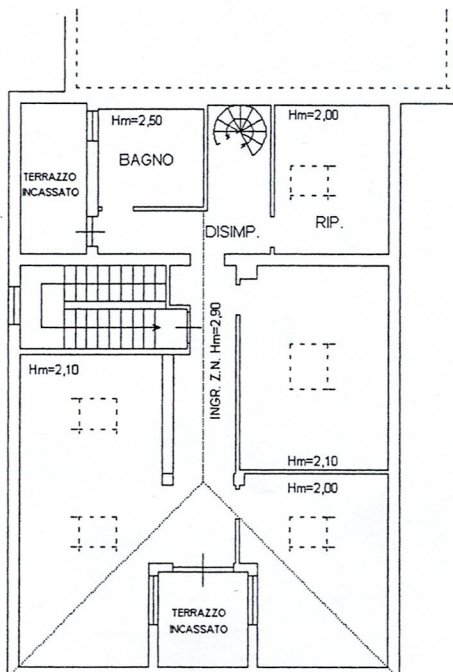 Hm=2,50
Hm=2,00
BAGNO
TERRAZZO
INCASSATO
DISIMP.
RIP.
INGR. Z.N. Hm=2,90
Hm=2,10
Hm=2,10
Hm=2,00
TERRAZZO
INCASSATO